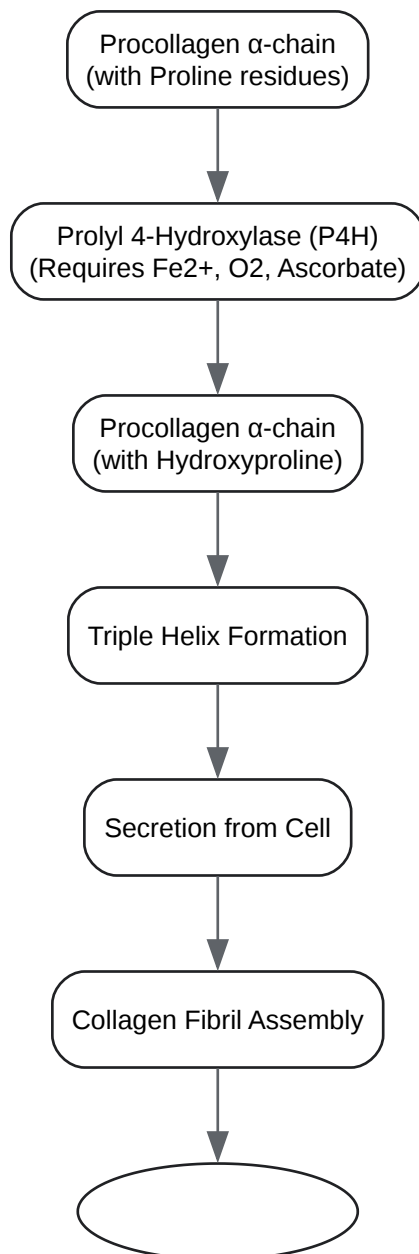 Procollagen α-chain
(with Proline residues)
Prolyl 4-Hydroxylase (P4H)
(Requires Fe2+, O2, Ascorbate)
Procollagen α-chain
(with Hydroxyproline)
Triple Helix Formation
Secretion from Cell
Collagen Fibril Assembly